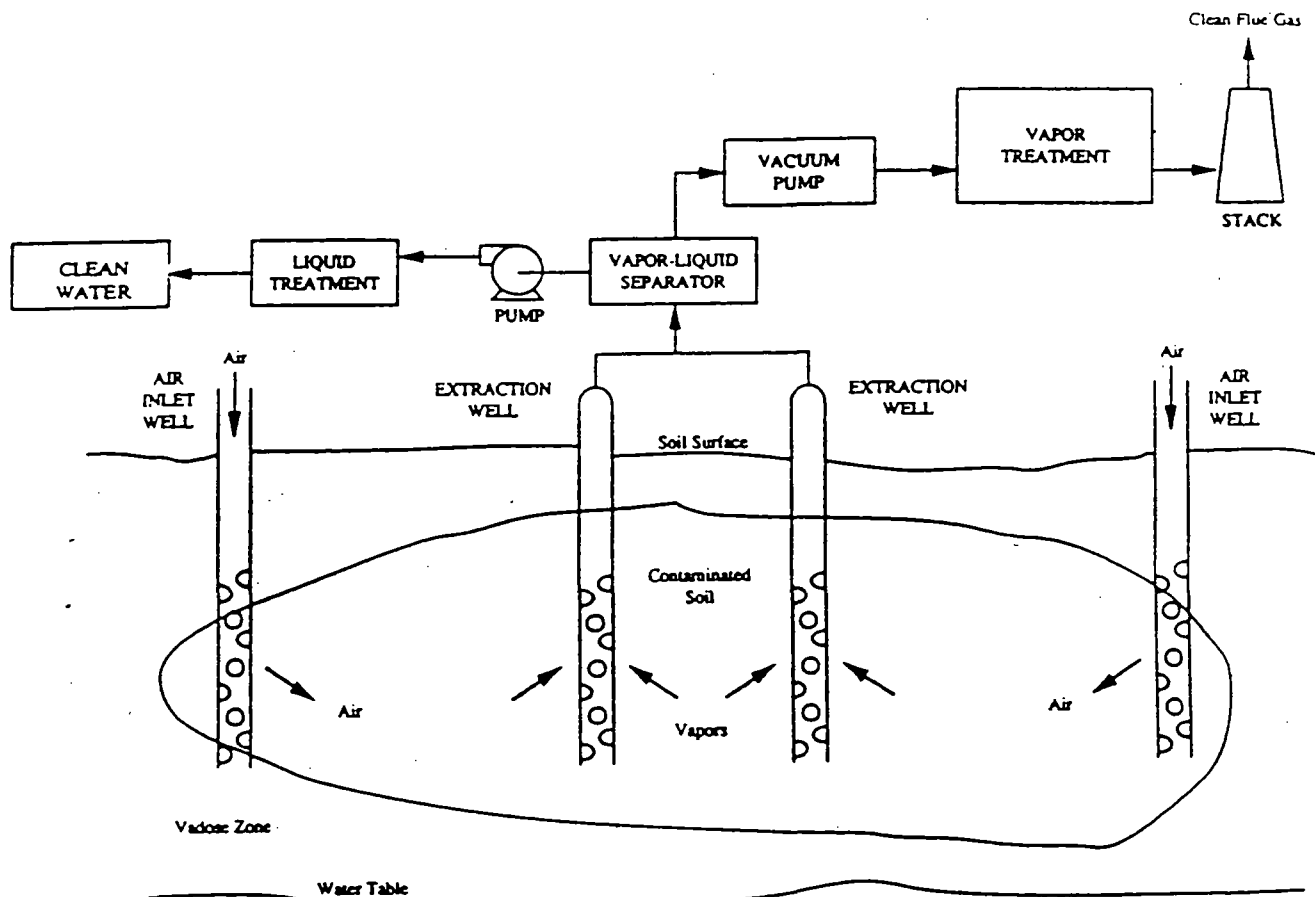 Clean Flue Gas
VAPOR
TREATMENT
VACUUM
PUMP
STACK
CLEAN
WATER
LIQUID
TREATMENT
PUMP
VAPOR-LIQUID
SEPARATOR
Air
AIR
INLET
WELL
EXTRACTION
WELL
EXTRACTION
WELL
Air
AIR
INLET
WELL
Soil Surface
Contaminated
Soil
Air
Vapors
Air
Vadose Zone
Water Table